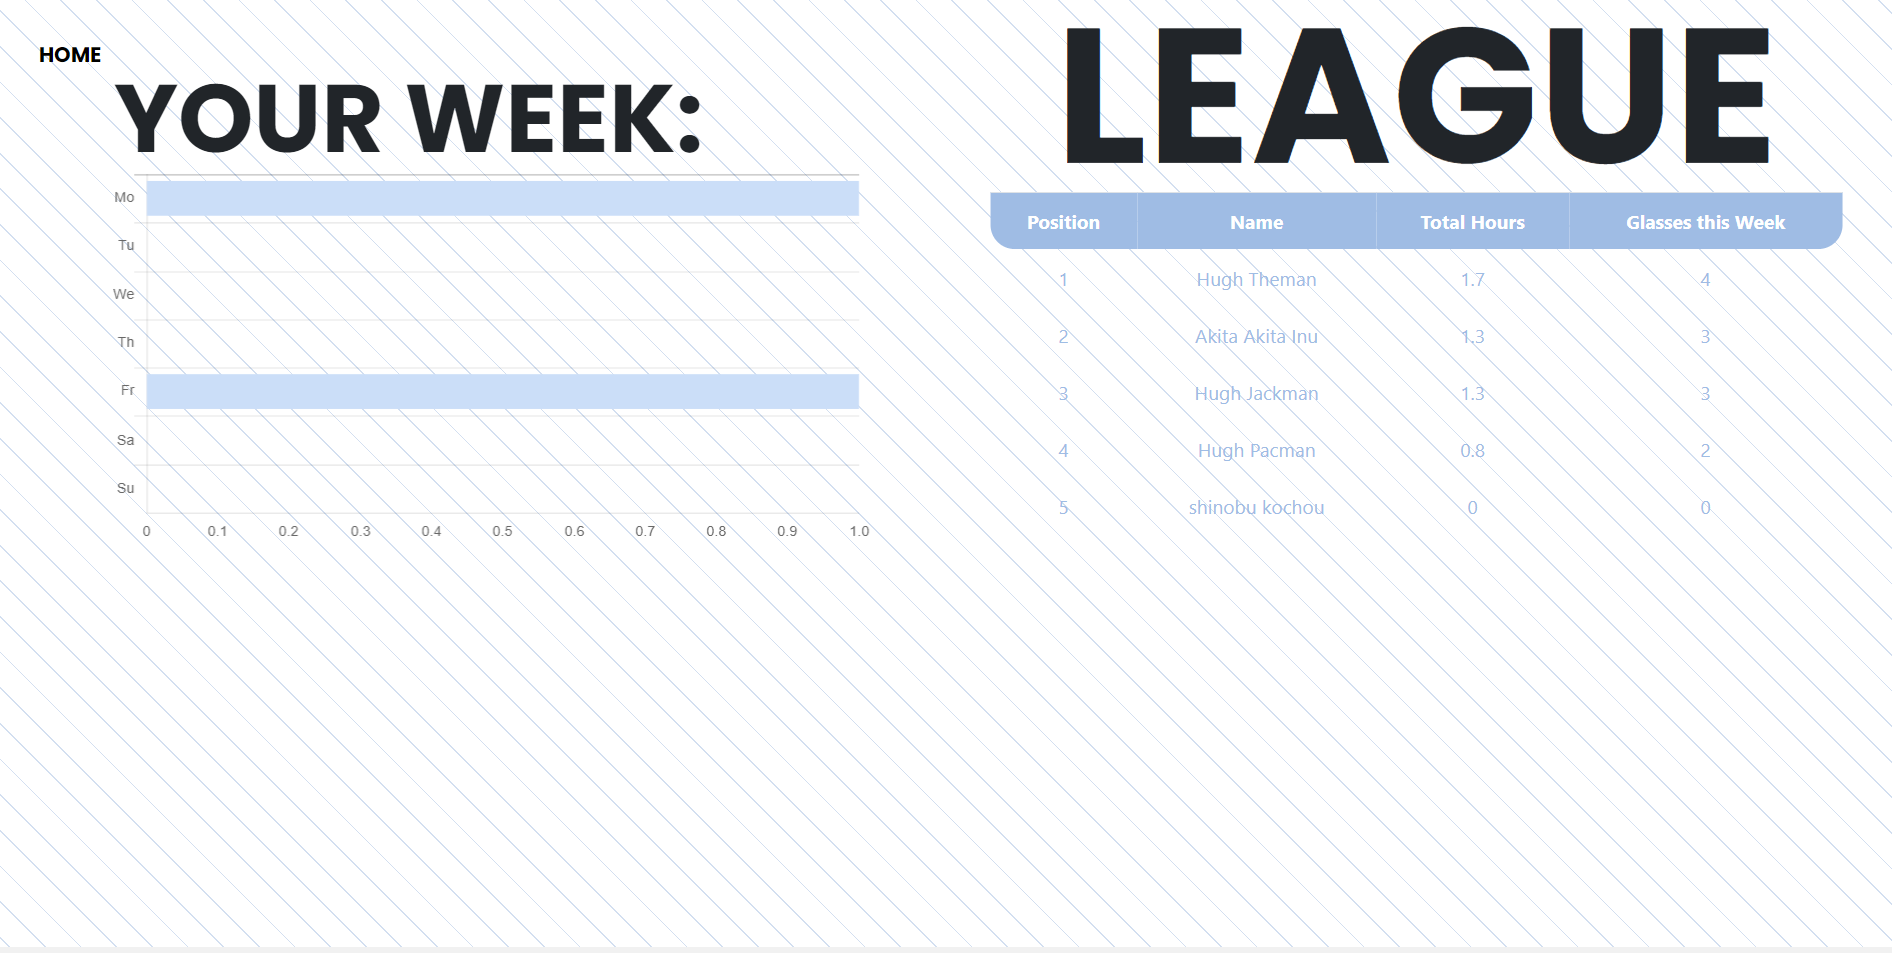 HOME
YOUR WEEK:
Mo
Tu
We
Th
Fr
Sa
Su
0 0.1 0.2 0.3 0.4 0.5 0.6 0.7 0.8 0.9 1.0
LEAGUE
Position Name Total Hours Glasses this Week
1 Hugh Theman 1.7 4
2 Akita Akita Inu 1.3 3
3 Hugh Jackman 1.3 3
4 Hugh Pacman 0.8 2
5 shinobu kochou 0 0